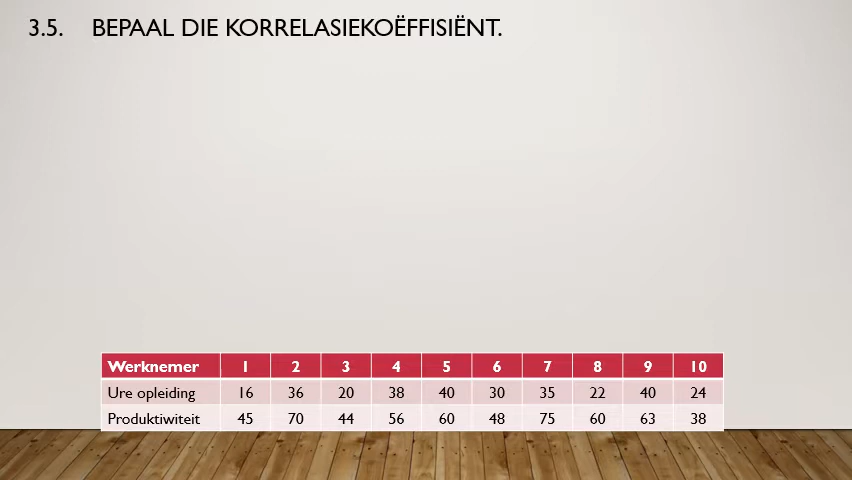 3.5. BEPAAL DIE KORRELASIEKOËFFISIËNT.
Werknemer 1 2 3 4 5 6 7 8 9 10
Ure opleiding 16 36 20 38 40 30 35 22 40 24
Produktiwiteit 45 70 44 56 60 48 75 60 63 38